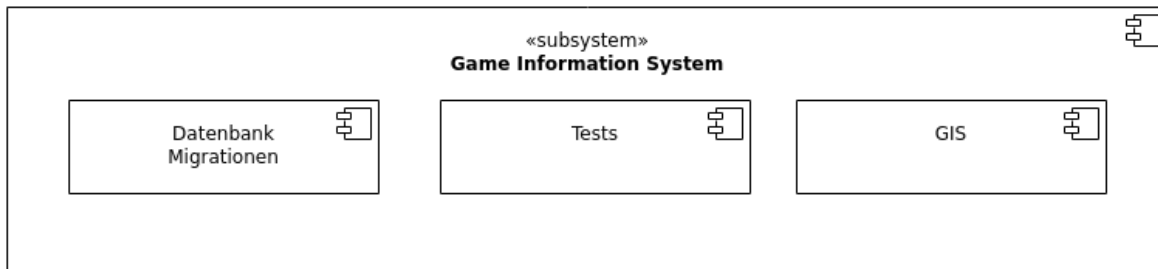 «subsystem»
Game Information System
Datenbank
Migrationen
Tests
GIS